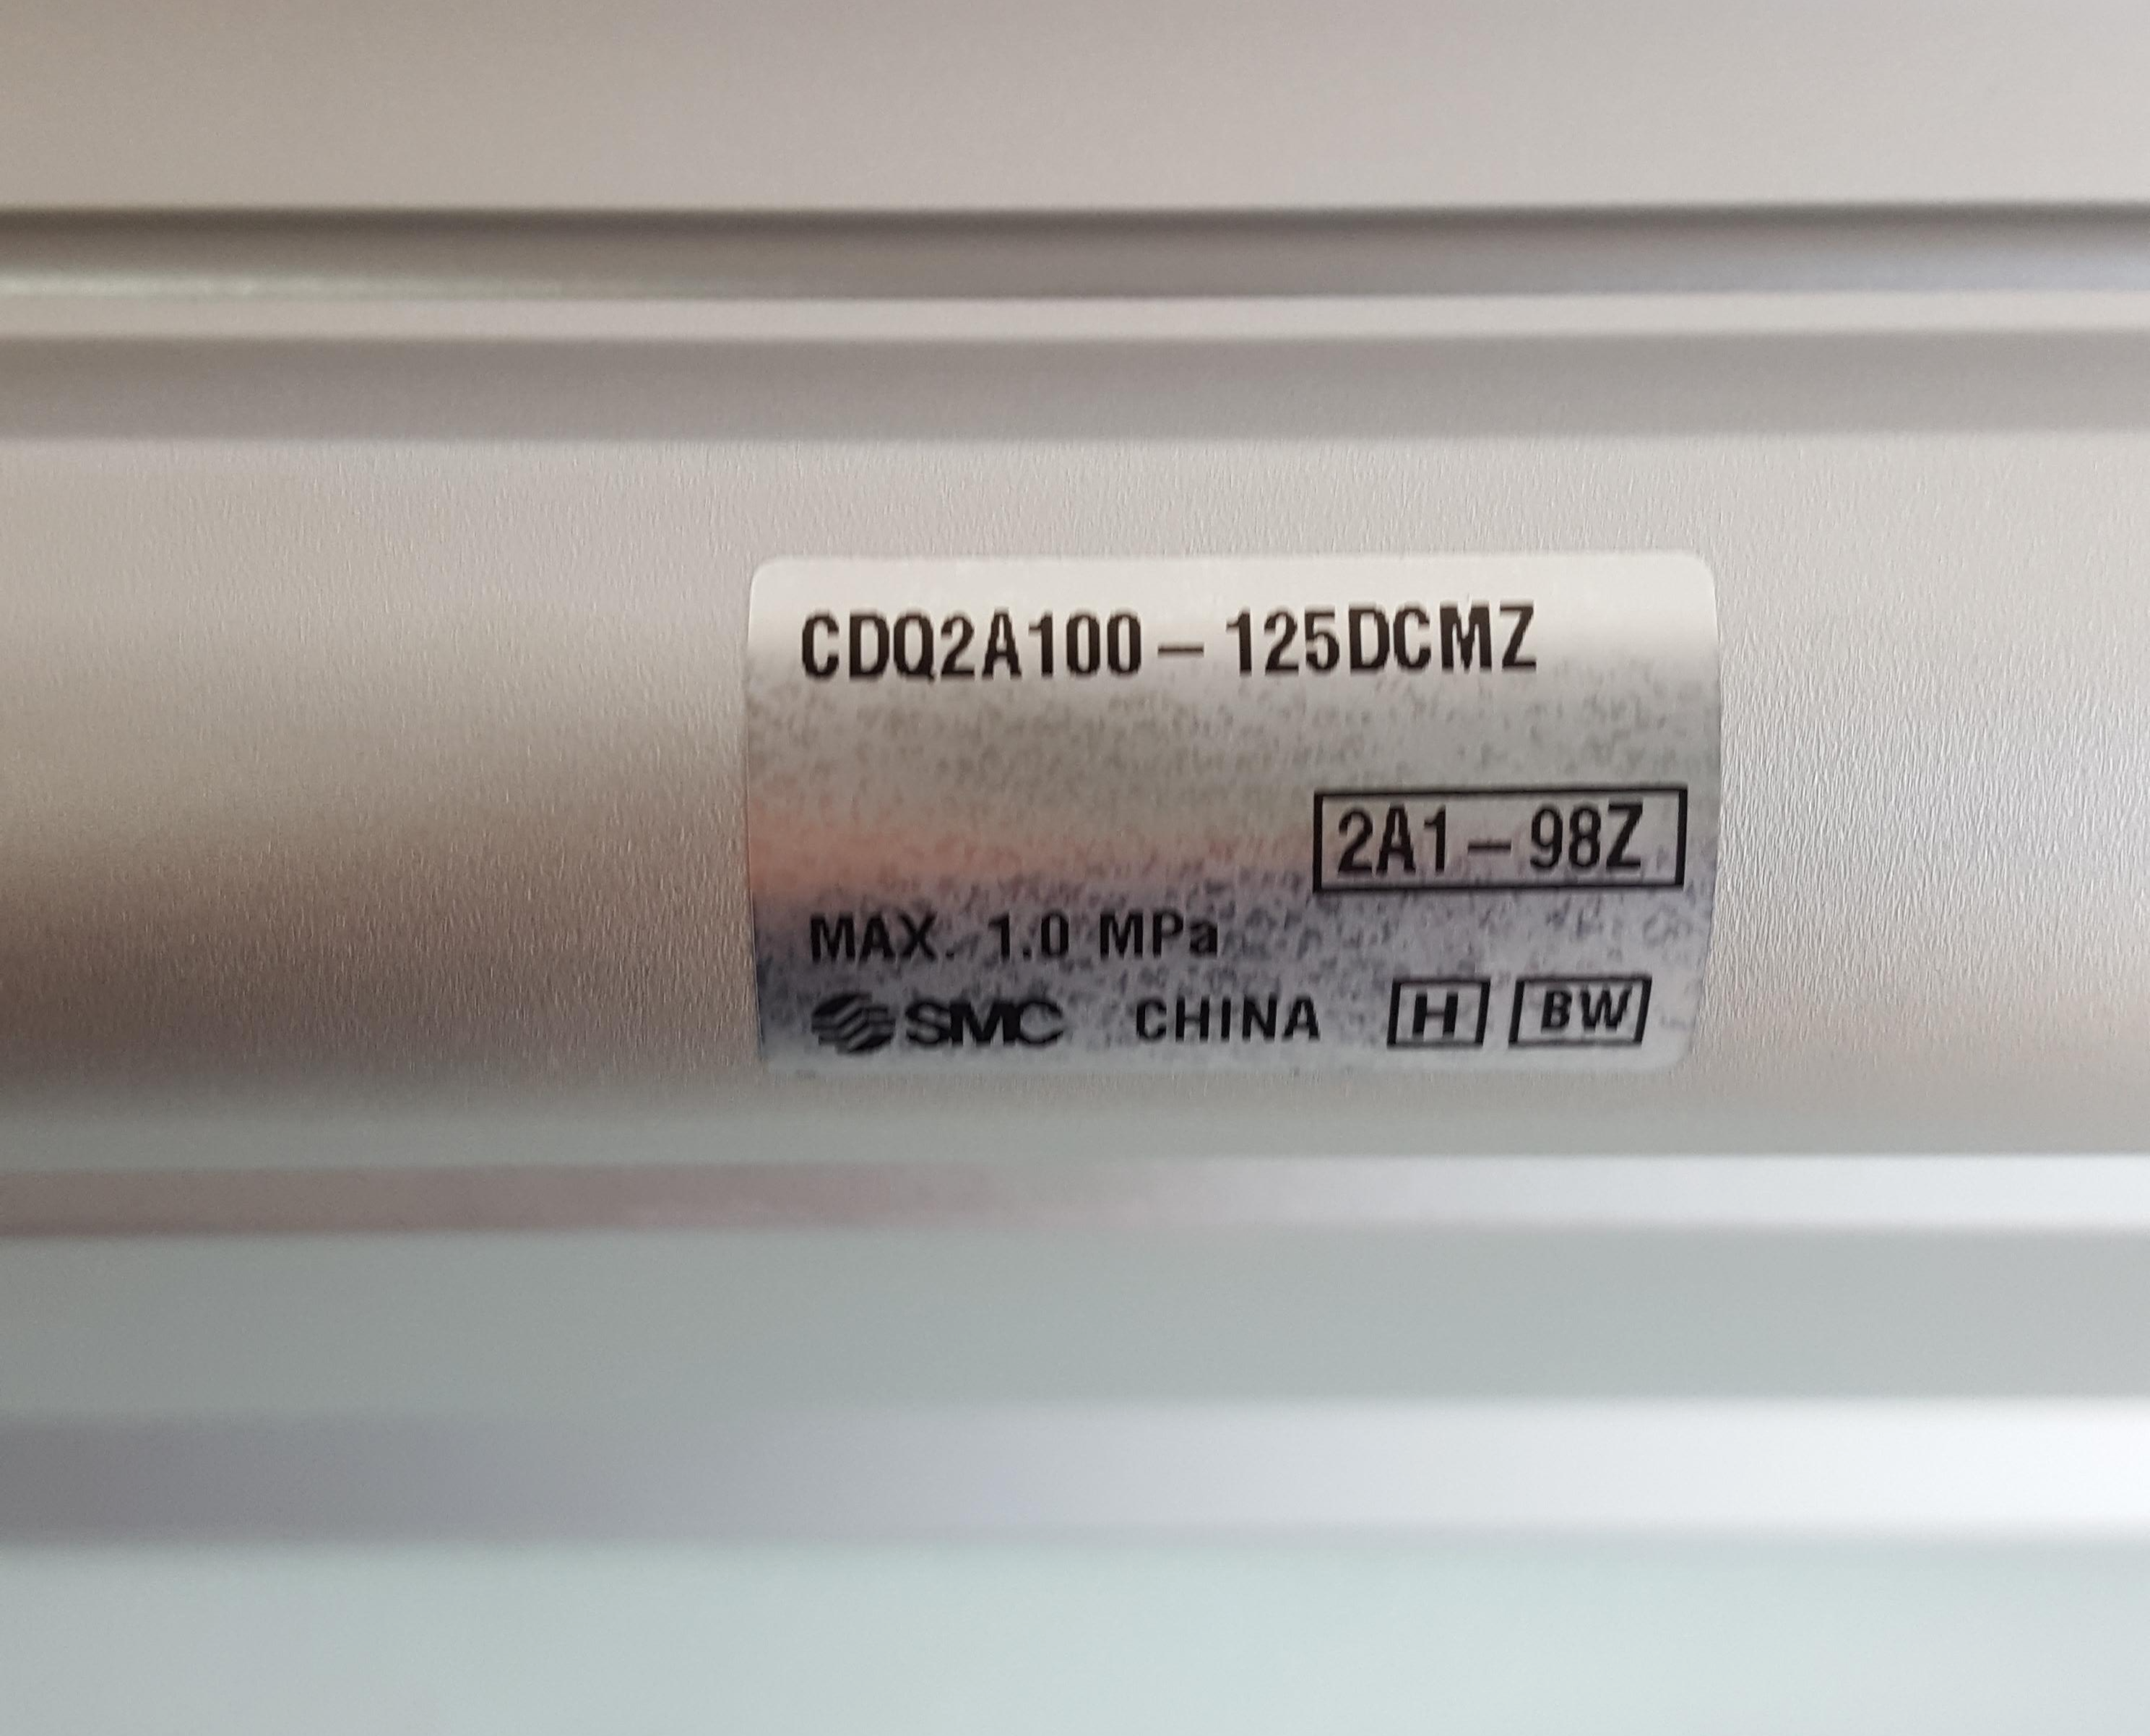 CDQ2A100-125DCMZ
2A1-98Z
MAX. 1.0 MPa
SMC CHINA H BW